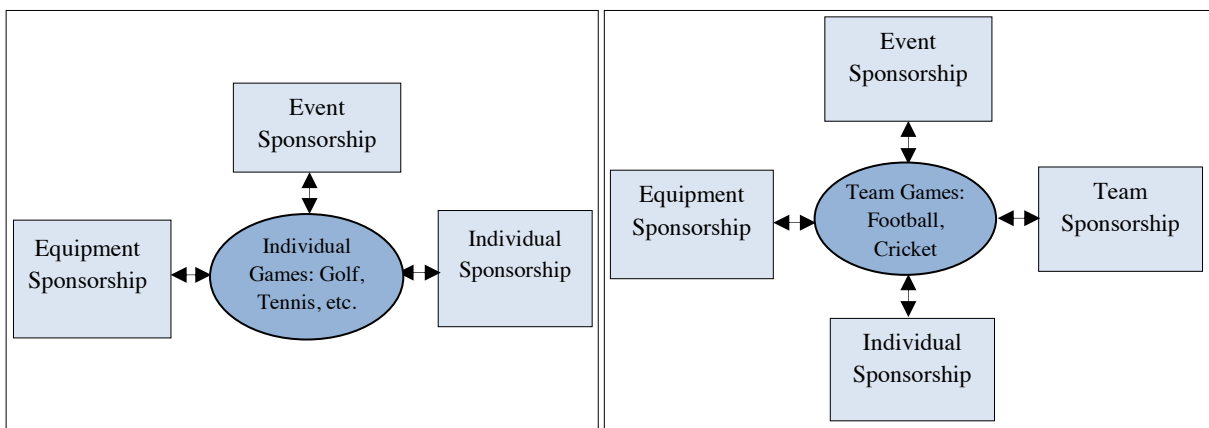 Event
Sponsorship
Equipment
Sponsorship
Individual
Games: Golf,
Tennis, etc.
Individual
Sponsorship
Event
Sponsorship
Equipment
Sponsorship
Team Games:
Football,
Cricket
Team
Sponsorship
Individual
Sponsorship